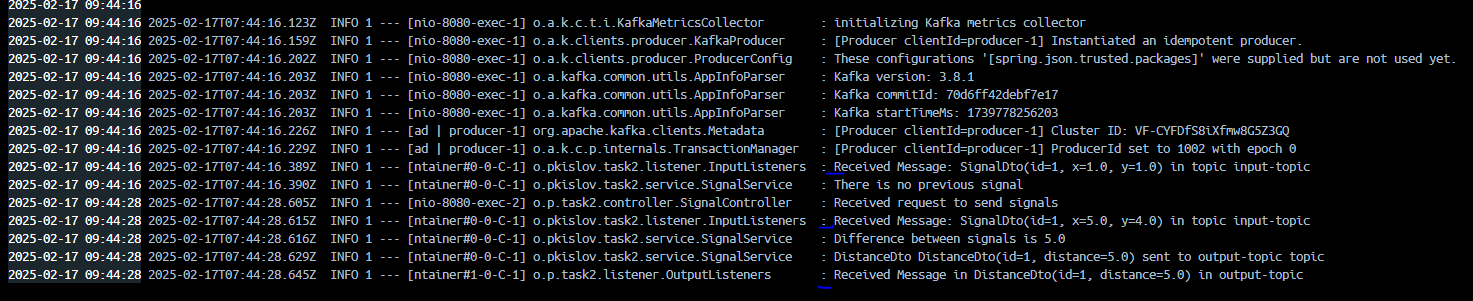 2025-02-17 09:44:16
2025-02-17 09:44:16 2025-02-17T07:44:16.123Z  INFO 1 --- [nio-8080-exec-1] o.a.k.c.t.i.KafkaMetricsCollector        : initializing Kafka metrics collector
2025-02-17 09:44:16 2025-02-17T07:44:16.159Z  INFO 1 --- [nio-8080-exec-1] o.a.k.clients.producer.KafkaProducer     : [Producer clientId=producer-1] Instantiated an idempotent producer.
2025-02-17 09:44:16 2025-02-17T07:44:16.202Z  INFO 1 --- [nio-8080-exec-1] o.a.k.clients.producer.ProducerConfig    : These configurations '[spring.json.trusted.packages]' were supplied but are not used yet.
2025-02-17 09:44:16 2025-02-17T07:44:16.203Z  INFO 1 --- [nio-8080-exec-1] o.a.kafka.common.utils.AppInfoParser     : Kafka version: 3.8.1
2025-02-17 09:44:16 2025-02-17T07:44:16.203Z  INFO 1 --- [nio-8080-exec-1] o.a.kafka.common.utils.AppInfoParser     : Kafka commitId: 70d6ff42debf7e17
2025-02-17 09:44:16 2025-02-17T07:44:16.203Z  INFO 1 --- [nio-8080-exec-1] o.a.kafka.common.utils.AppInfoParser     : Kafka startTimeMs: 1739778256203
2025-02-17 09:44:16 2025-02-17T07:44:16.226Z  INFO 1 --- [ad | producer-1] org.apache.kafka.clients.Metadata        : [Producer clientId=producer-1] Cluster ID: VF-CYFDfS8iXfmw8G5Z3GQ
2025-02-17 09:44:16 2025-02-17T07:44:16.229Z  INFO 1 --- [ad | producer-1] o.a.k.c.p.internals.TransactionManager   : [Producer clientId=producer-1] ProducerId set to 1002 with epoch 0
2025-02-17 09:44:16 2025-02-17T07:44:16.389Z  INFO 1 --- [ntainer#0-0-C-1] o.pkislov.task2.listener.InputListeners  : Received Message: SignalDto(id=1, x=1.0, y=1.0) in topic input-topic
2025-02-17 09:44:16 2025-02-17T07:44:16.390Z  INFO 1 --- [ntainer#0-0-C-1] o.pkislov.task2.service.SignalService    : There is no previous signal
2025-02-17 09:44:28 2025-02-17T07:44:28.605Z  INFO 1 --- [nio-8080-exec-2] o.p.task2.controller.SignalController    : Received request to send signals
2025-02-17 09:44:28 2025-02-17T07:44:28.615Z  INFO 1 --- [ntainer#0-0-C-1] o.pkislov.task2.listener.InputListeners  : Received Message: SignalDto(id=1, x=5.0, y=4.0) in topic input-topic
2025-02-17 09:44:28 2025-02-17T07:44:28.616Z  INFO 1 --- [ntainer#0-0-C-1] o.pkislov.task2.service.SignalService    : Difference between signals is 5.0
2025-02-17 09:44:28 2025-02-17T07:44:28.629Z  INFO 1 --- [ntainer#0-0-C-1] o.pkislov.task2.service.SignalService    : DistanceDto DistanceDto(id=1, distance=5.0) sent to output-topic topic
2025-02-17 09:44:28 2025-02-17T07:44:28.645Z  INFO 1 --- [ntainer#1-0-C-1] o.p.task2.listener.OutputListeners       : Received Message in DistanceDto(id=1, distance=5.0) in output-topic